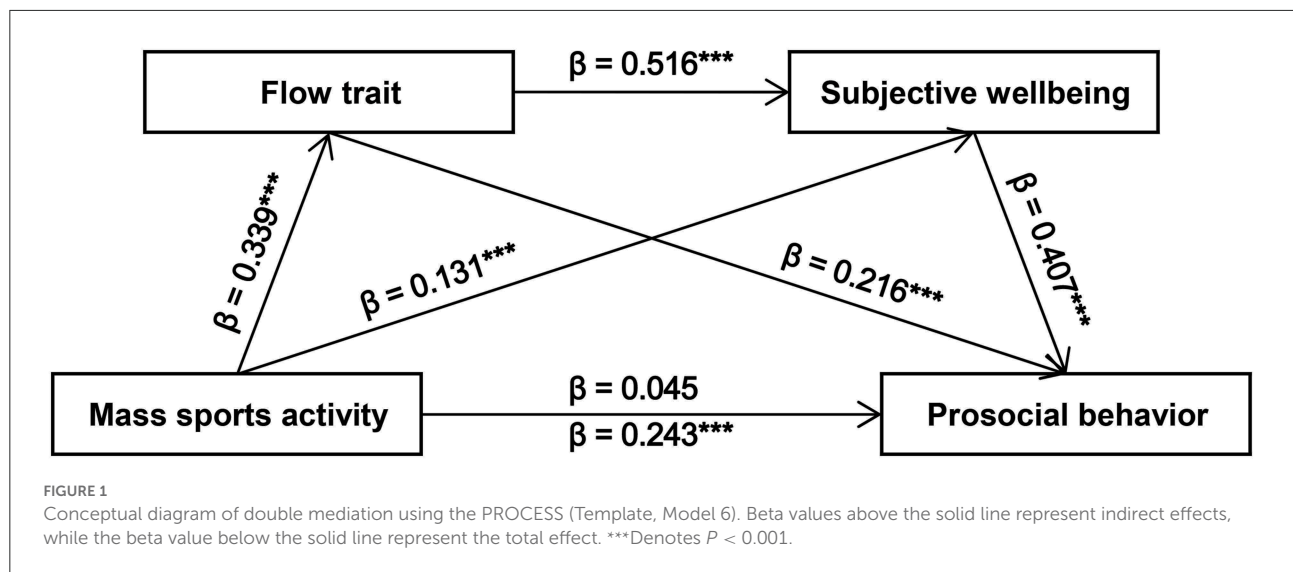 β = 0.516***
Flow trait
Subjective wellbeing
β = 0.339***
β = 0.131***
β = 0.216***
β = 0.407***
Mass sports activity
β = 0.045
β = 0.243***
Prosocial behavior
FIGURE 1
Conceptual diagram of double mediation using the PROCESS (Template, Model 6). Beta values above the solid line represent indirect effects,
while the beta value below the solid line represent the total effect. ***Denotes P < 0.001.